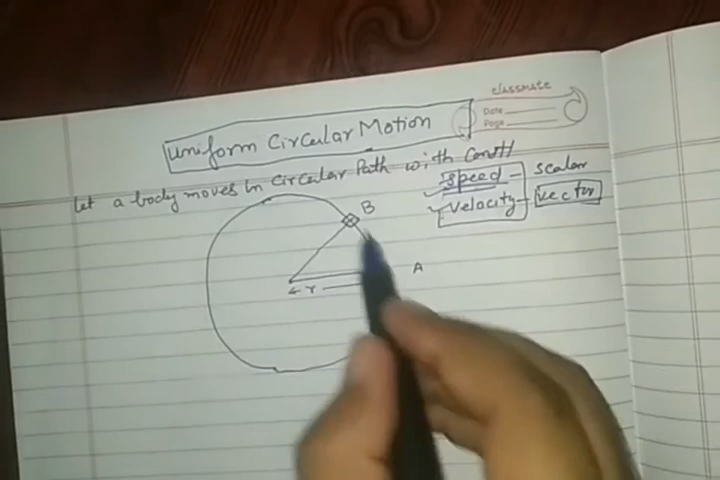 classmate
Date
Page
Uniform Circular Motion
Let a body moves in circular Path with Constt
speed - scalar
velocity - vector
B
A
r